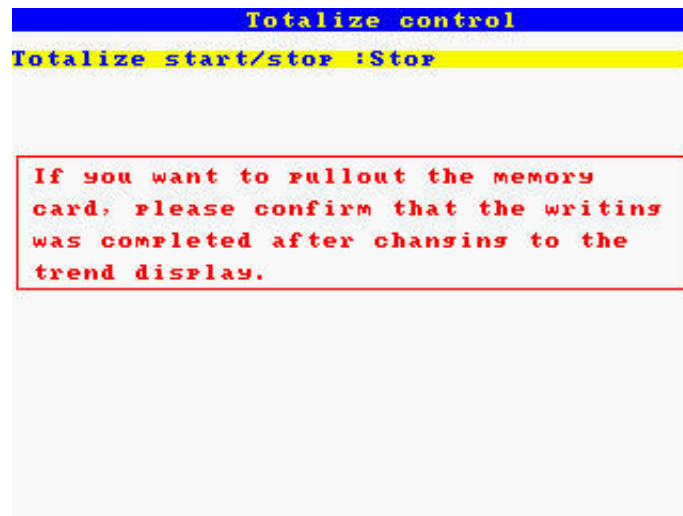 Totalize control
Totalize start/stop :Stop
If you want to pullout the memory
card, please confirm that the writing
was completed after changing to the
trend display.